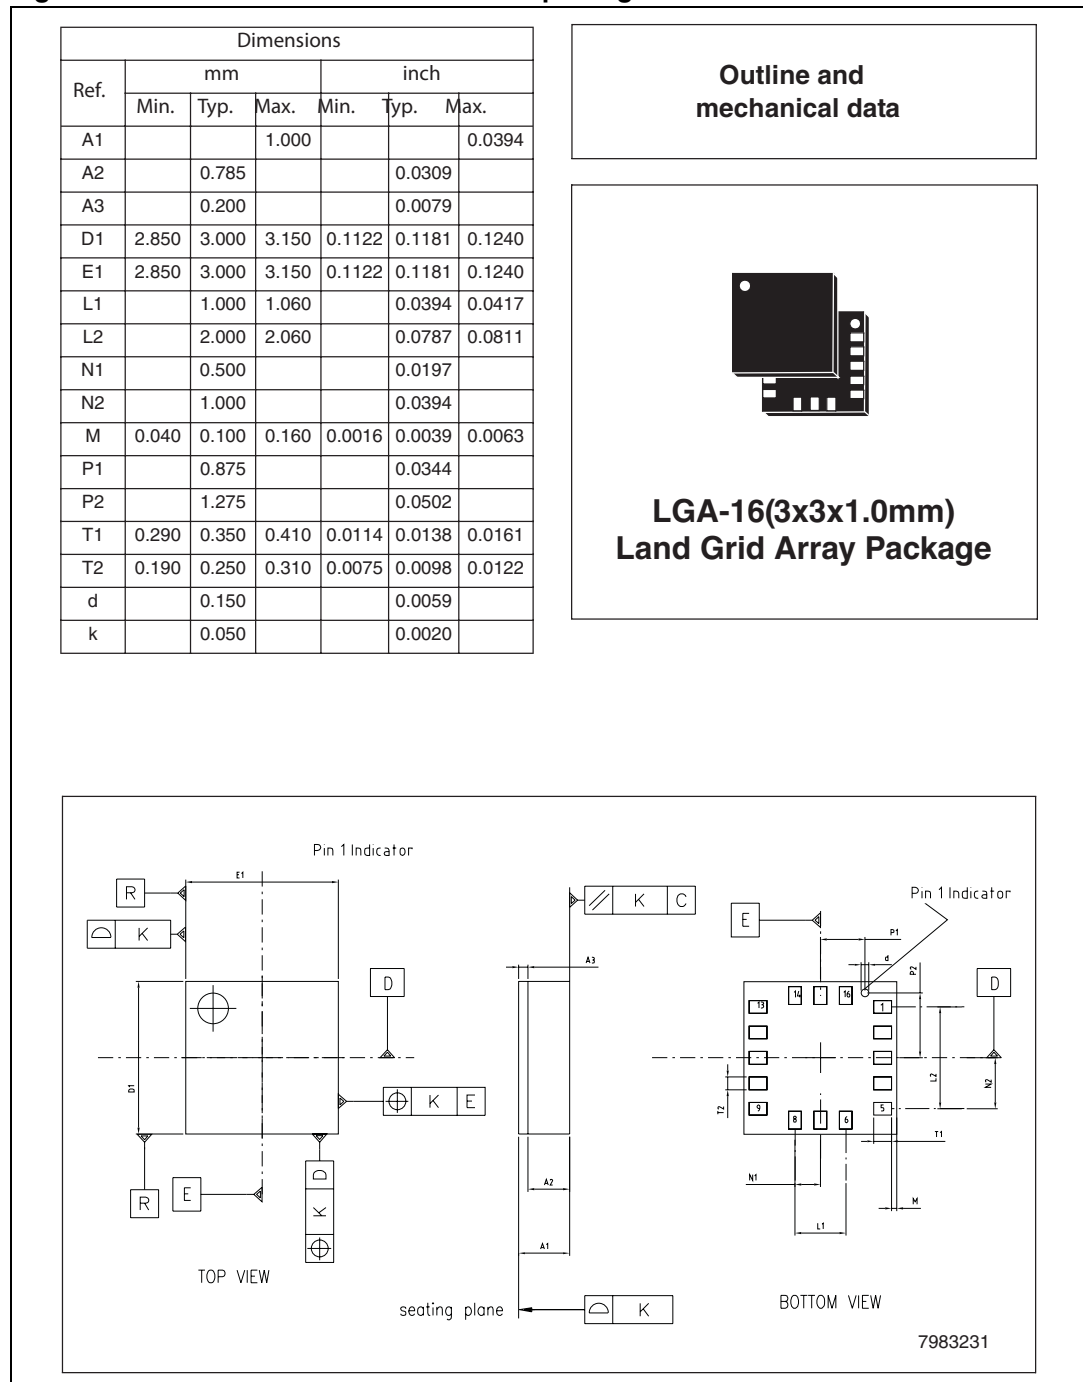 Dimensions
Ref. mm inch
Min. Typ. Max. Min. Typ. Max.
A1 1.000 0.0394
A2 0.785 0.0309
A3 0.200 0.0079
D1 2.850 3.000 3.150 0.1122 0.1181 0.1240
E1 2.850 3.000 3.150 0.1122 0.1181 0.1240
L1 1.000 1.060 0.0394 0.0417
L2 2.000 2.060 0.0787 0.0811
N1 0.500 0.0197
N2 1.000 0.0394
M 0.040 0.100 0.160 0.0016 0.0039 0.0063
P1 0.875 0.0344
P2 1.275 0.0502
T1 0.290 0.350 0.410 0.0114 0.0138 0.0161
T2 0.190 0.250 0.310 0.0075 0.0098 0.0122
d 0.150 0.0059
k 0.050 0.0020
Outline and
mechanical data
LGA-16(3x3x1.0mm)
Land Grid Array Package
Pin 1 Indicator
E1
R
K
D
D1
K E
K D
R
E
TOP VIEW
K C
A3
A2
A1
seating plane
K
Pin 1 Indicator
E
P1
d
P2
D
13
14
16
1
L2
N2
T2
9
8
6
5
T1
N1
M
L1
BOTTOM VIEW
7983231